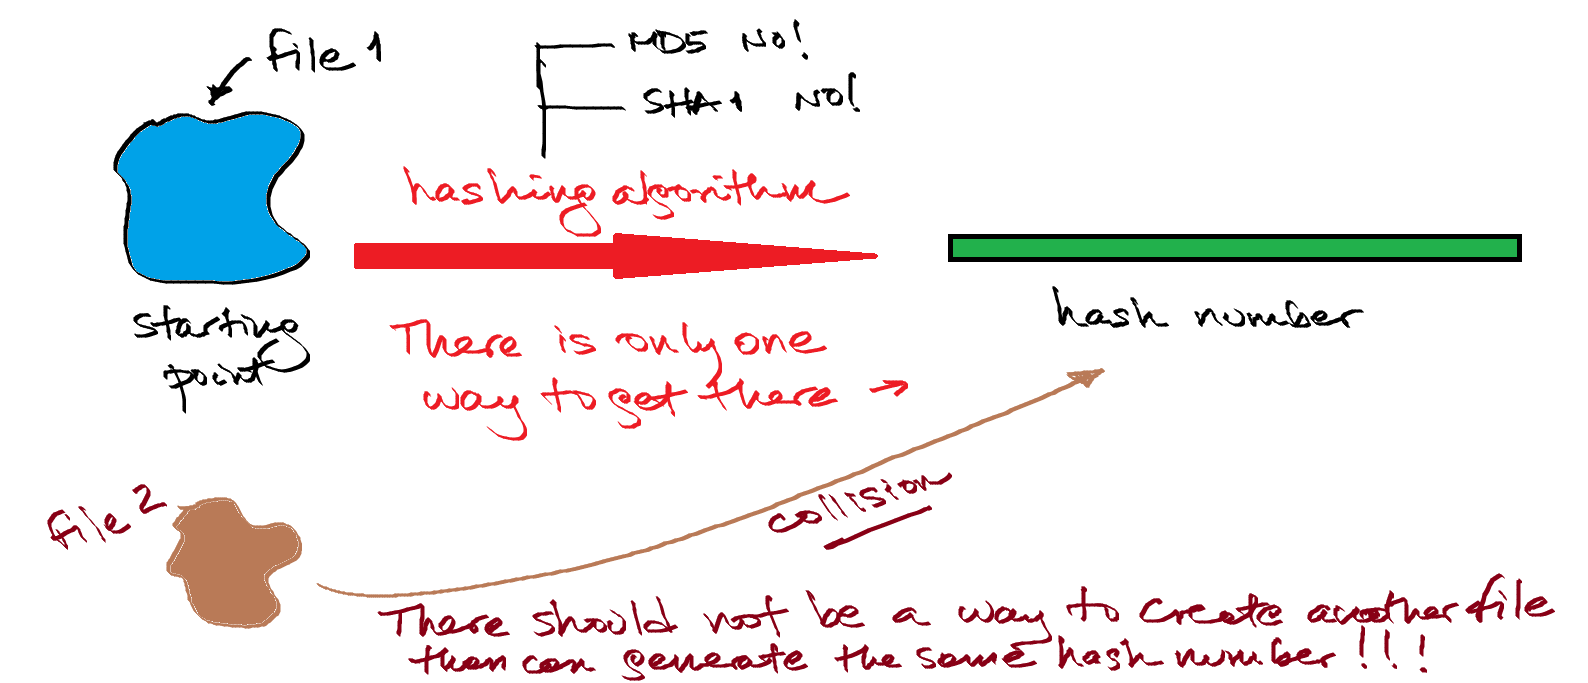 file 1
MD5 NO!
SHA1 NO!
hashing algorithm
starting
point
There is only one
way to get there →
hash number
file 2
collision
There should not be a way to create another file
than can generate the same hash number!!!